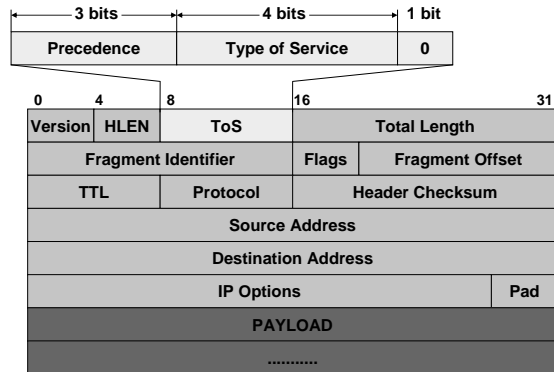 3 bits 4 bits 1 bit
Precedence Type of Service 0
0 4 8 16 31
Version HLEN ToS Total Length
Fragment Identifier Flags Fragment Offset
TTL Protocol Header Checksum
Source Address
Destination Address
IP Options Pad
PAYLOAD
...........